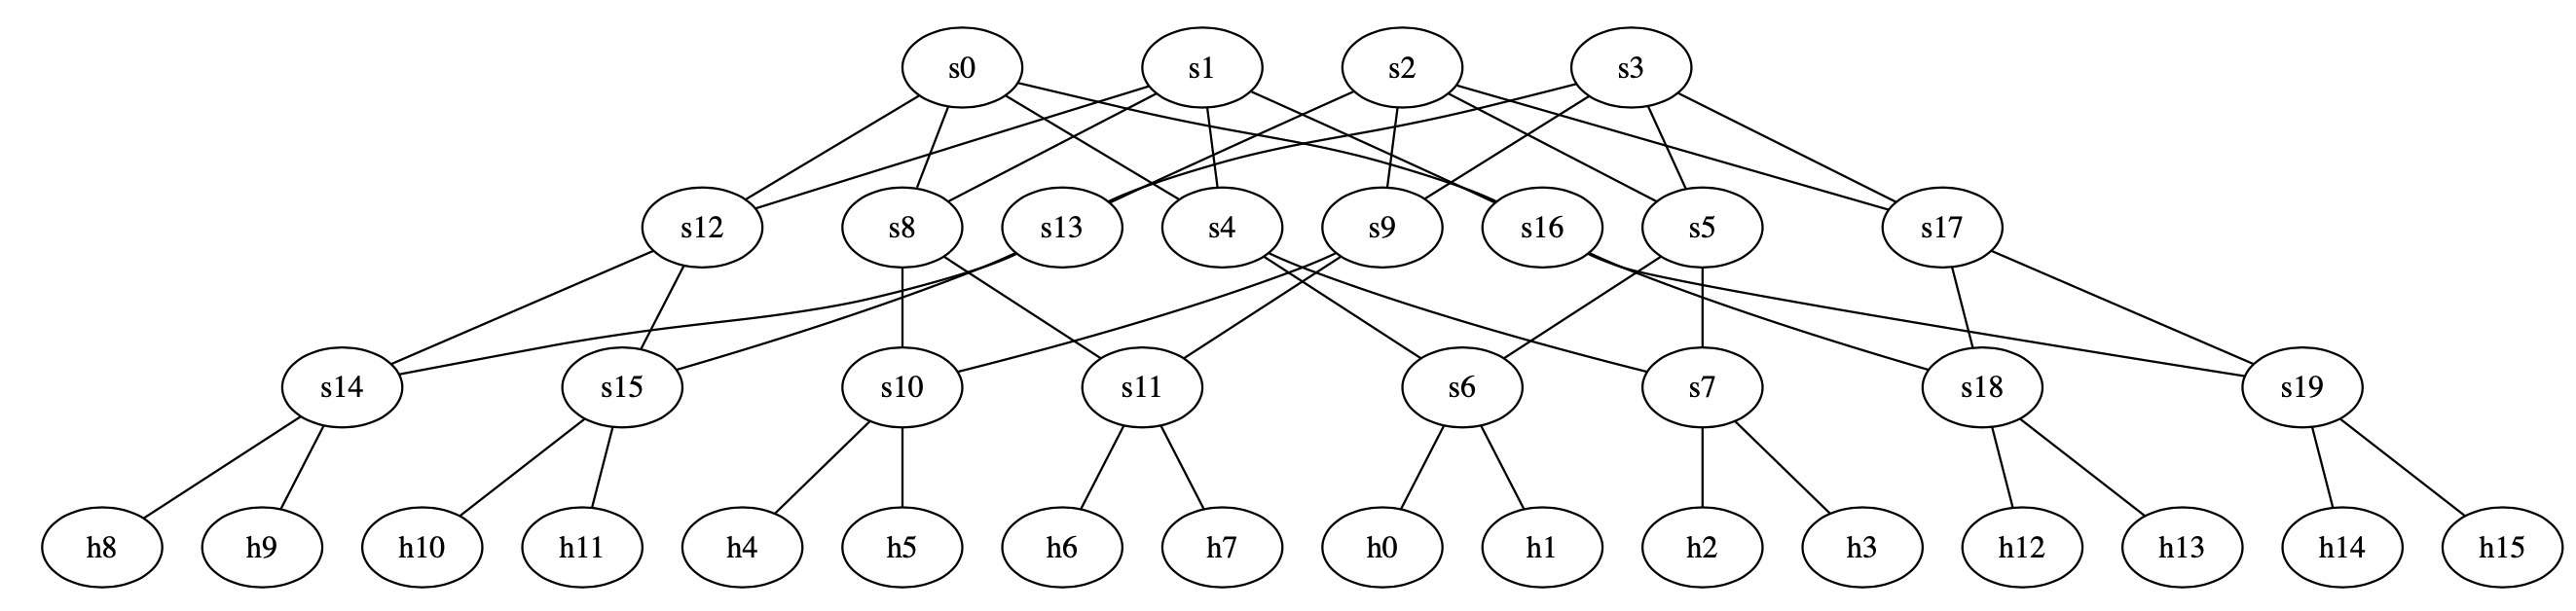 s0 s1 s2 s3
s12 s8 s13 s4 s9 s16 s5 s17
s14 s15 s10 s11 s6 s7 s18 s19
h8 h9 h10 h11 h4 h5 h6 h7 h0 h1 h2 h3 h12 h13 h14 h15